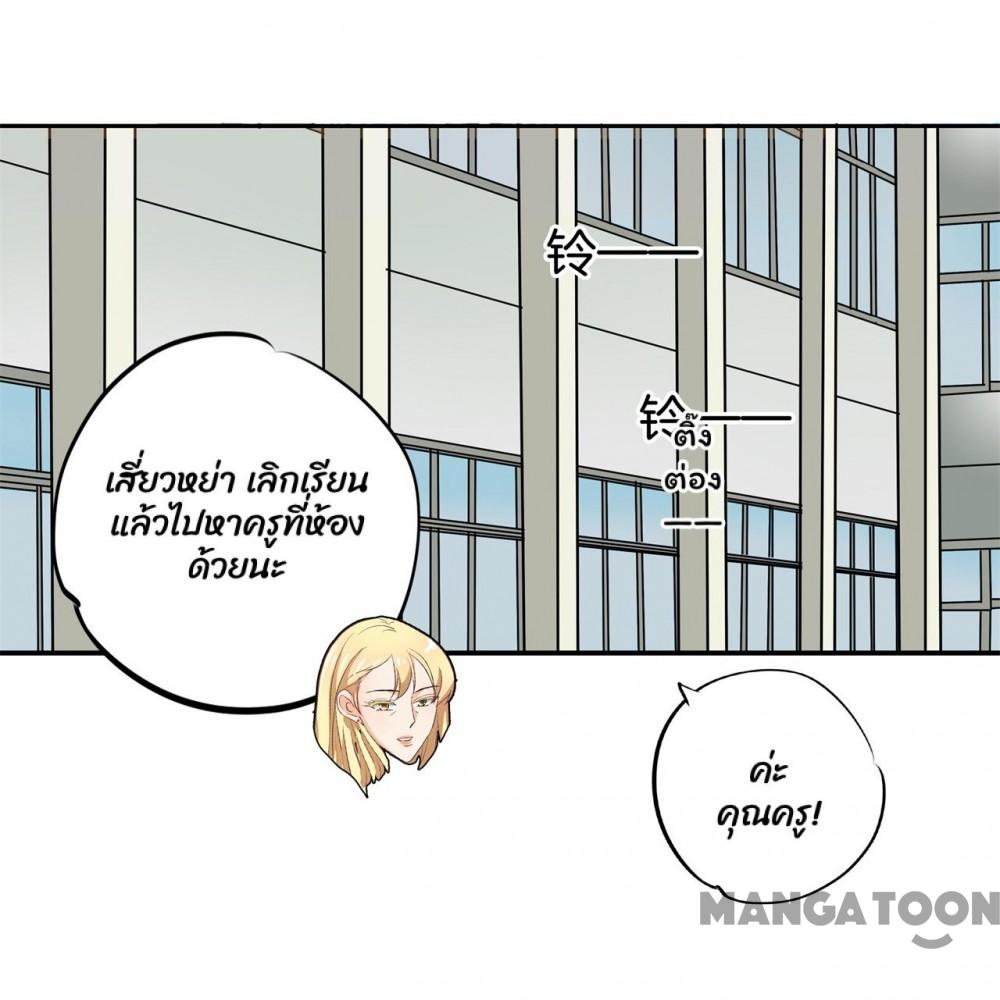 铃——
铃——
ติ๊ง
ต่อง
——
เสี่ยวหย่า เลิกเรียน
แล้วไปหาครูที่ห้อง
ด้วยนะ
ค่ะ
คุณครู!
MANGATOON